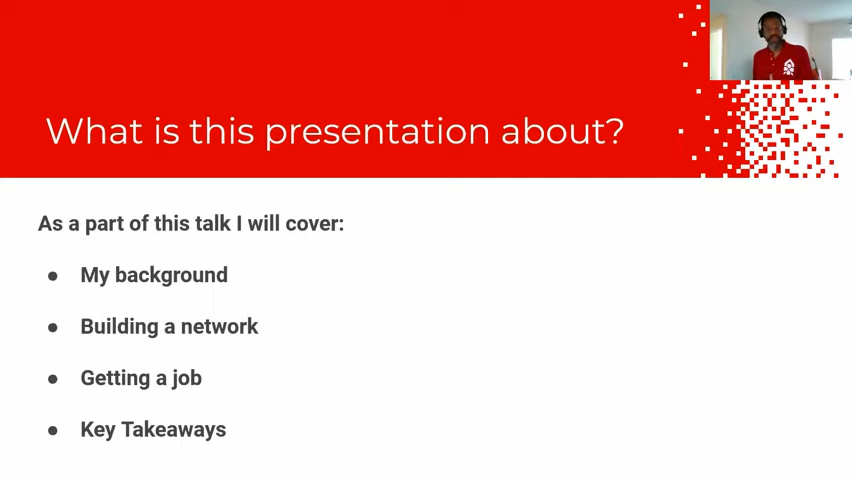 What is this presentation about?
As a part of this talk I will cover:
● My background
● Building a network
● Getting a job
● Key Takeaways